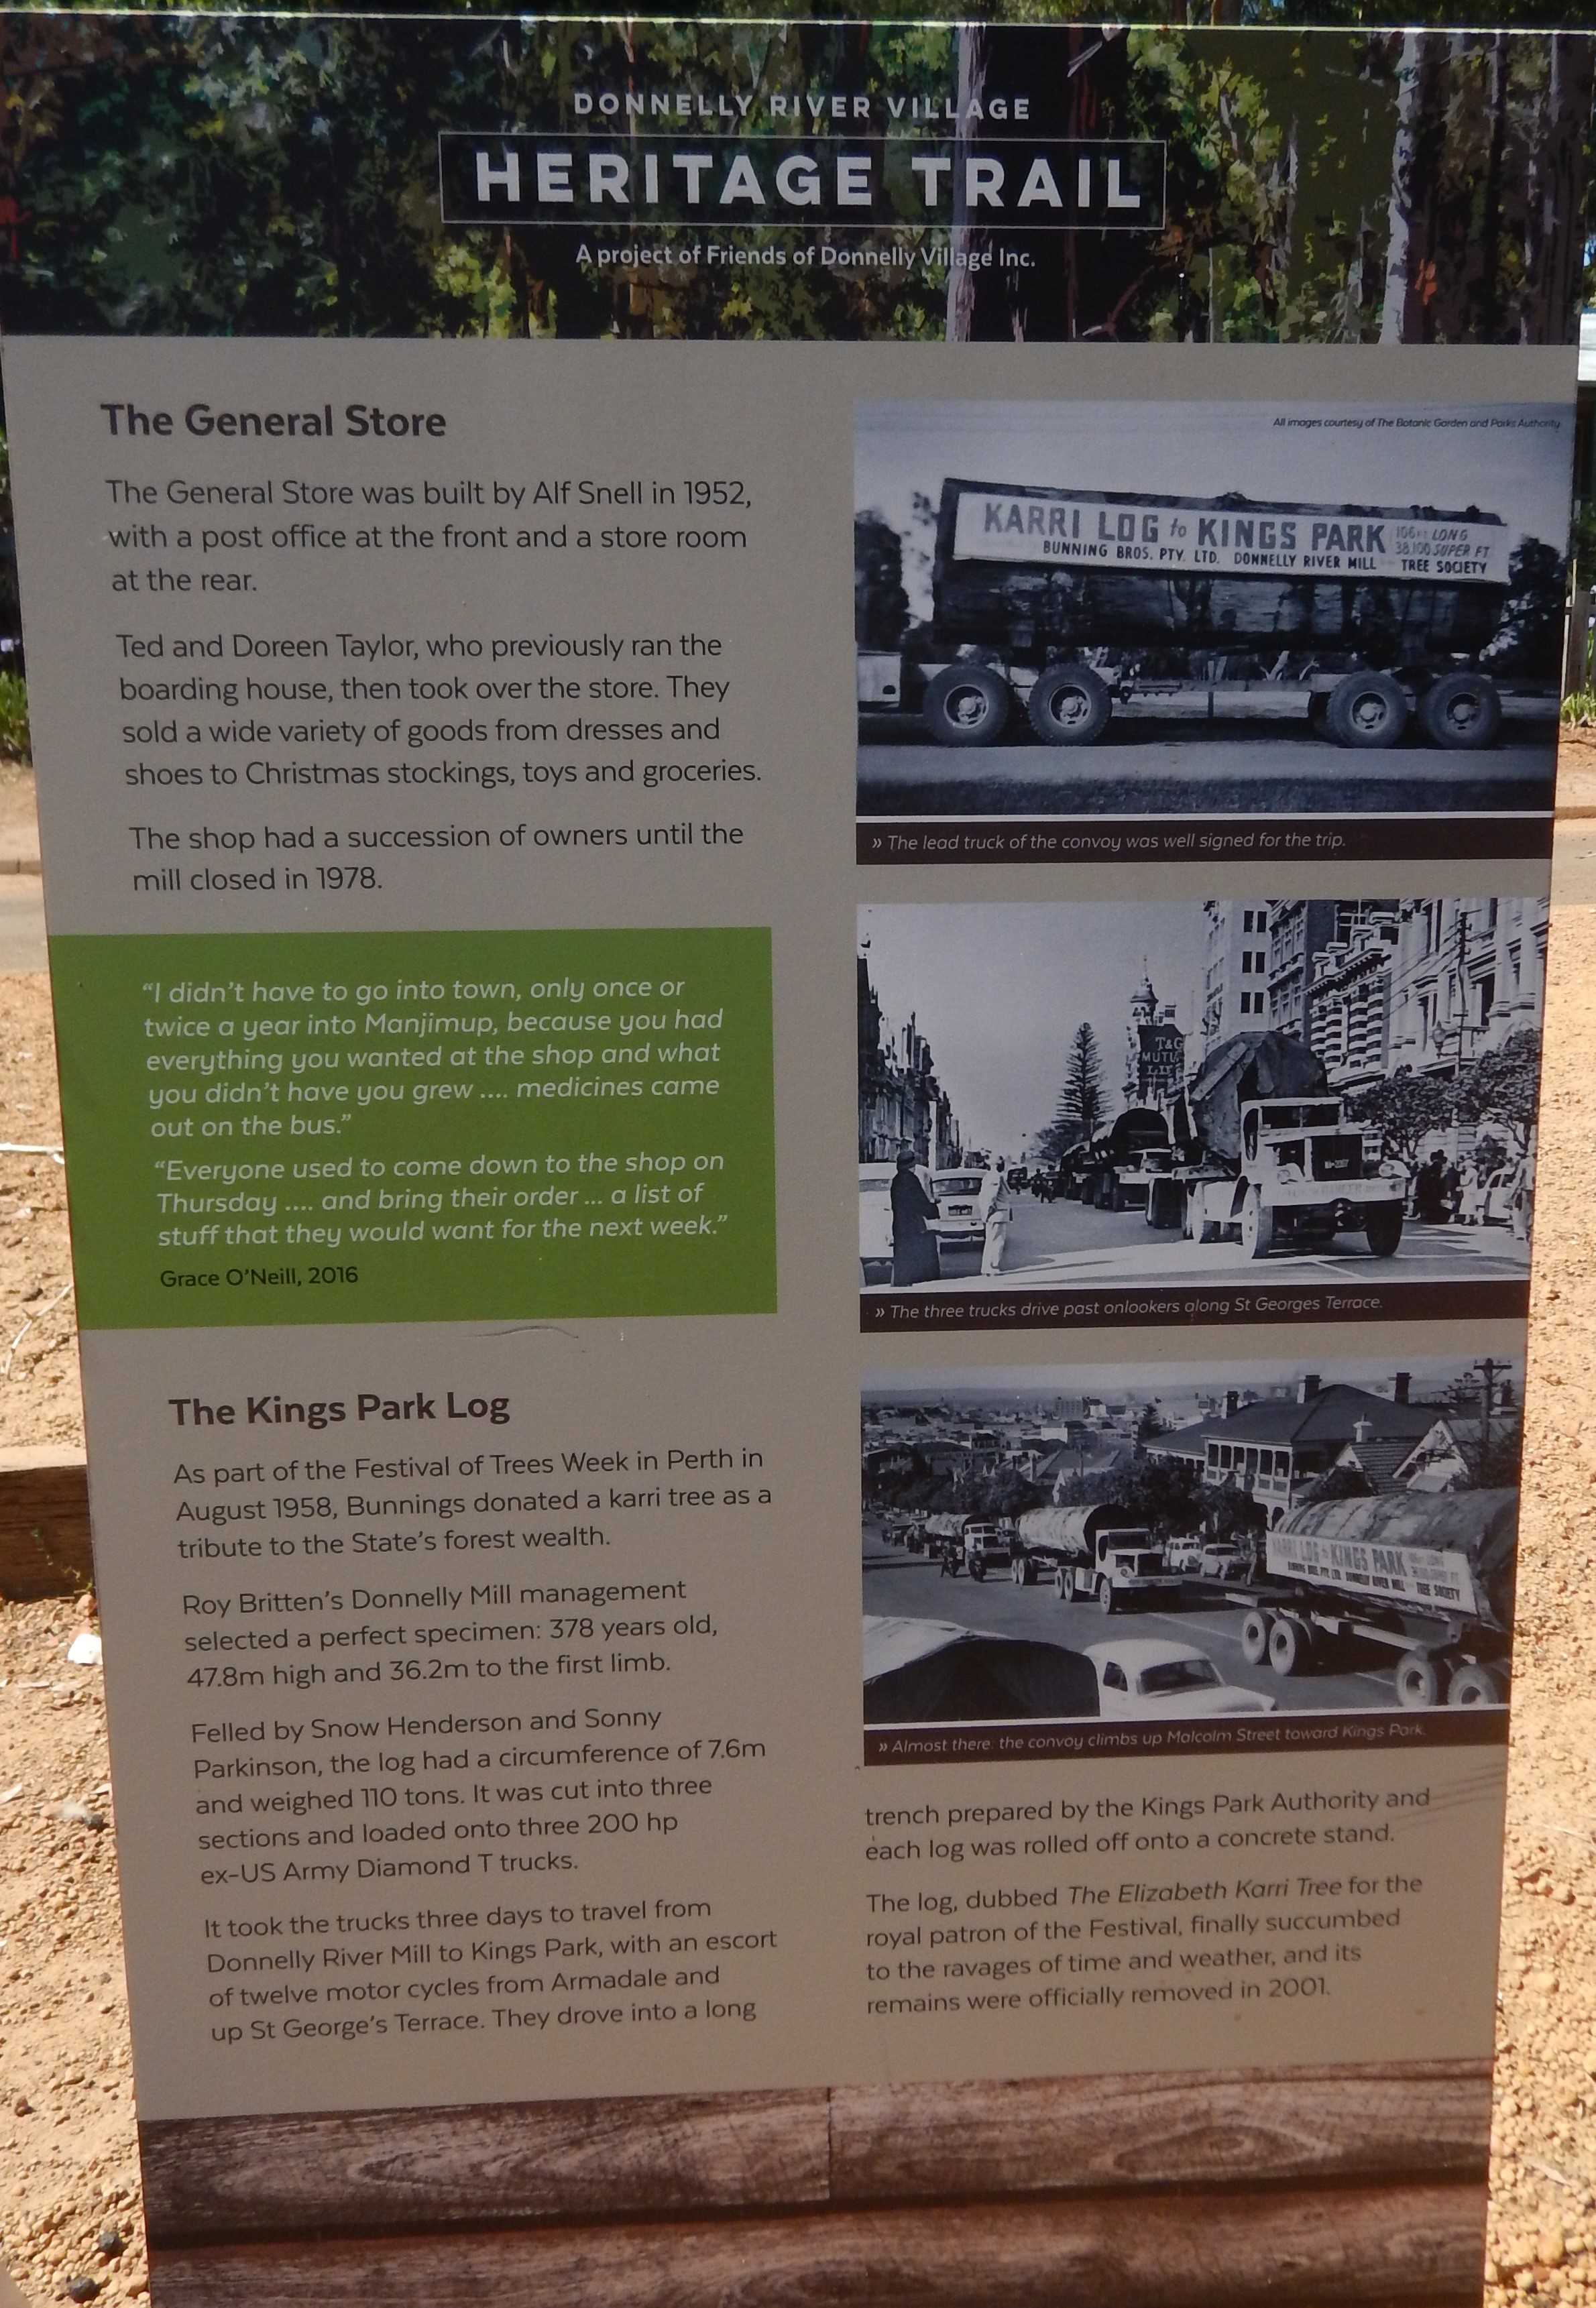 DONNELLY RIVER VILLAGE
HERITAGE TRAIL
A project of Friends of Donnelly Village Inc.
The General Store
The General Store was built by Alf Snell in 1952,
with a post office at the front and a store room
at the rear.
Ted and Doreen Taylor, who previously ran the
boarding house, then took over the store. They
sold a wide variety of goods from dresses and
shoes to Christmas stockings, toys and groceries.
The shop had a succession of owners until the
mill closed in 1978.
“I didn’t have to go into town, only once or
twice a year into Manjimup, because you had
everything you wanted at the shop and what
you didn’t have you grew .... medicines came
out on the bus.”
“Everyone used to come down to the shop on
Thursday .... and bring their order ... a list of
stuff that they would want for the next week.”
Grace O’Neill, 2016
The Kings Park Log
As part of the Festival of Trees Week in Perth in
August 1958, Bunnings donated a karri tree as a
tribute to the State’s forest wealth.
Roy Britten’s Donnelly Mill management
selected a perfect specimen: 378 years old,
47.8m high and 36.2m to the first limb.
Felled by Snow Henderson and Sonny
Parkinson, the log had a circumference of 7.6m
and weighed 110 tons. It was cut into three
sections and loaded onto three 200 hp
ex-US Army Diamond T trucks.
It took the trucks three days to travel from
Donnelly River Mill to Kings Park, with an escort
of twelve motor cycles from Armadale and
up St George’s Terrace. They drove into a long
All images courtesy of The Botanic Garden and Parks Authority
KARRI LOG to KINGS PARK
106FT LONG
38,100 SUPER FT
BUNNING BROS. PTY. LTD. DONNELLY RIVER MILL TREE SOCIETY
» The lead truck of the convoy was well signed for the trip.
T&G
MUTUAL
» The three trucks drive past onlookers along St Georges Terrace.
KARRI LOG to KINGS PARK
BUNNING BROS. PTY. LTD. DONNELLY RIVER MILL TREE SOCIETY
» Almost there: the convoy climbs up Malcolm Street toward Kings Park.
trench prepared by the Kings Park Authority and
each log was rolled off onto a concrete stand.
The log, dubbed The Elizabeth Karri Tree for the
royal patron of the Festival, finally succumbed
to the ravages of time and weather, and its
remains were officially removed in 2001.